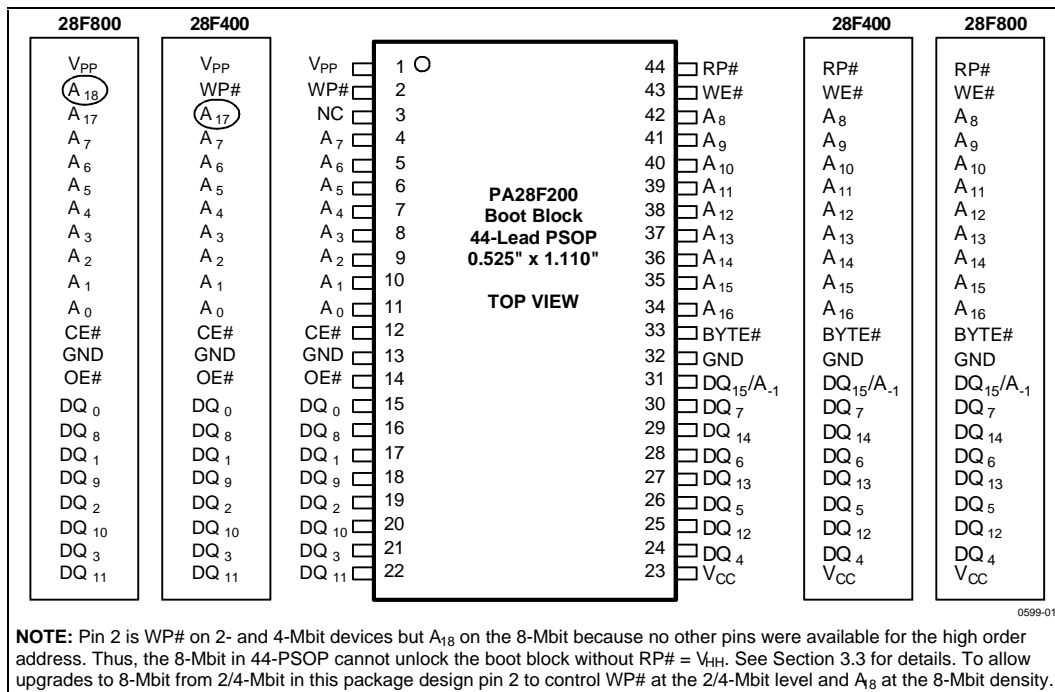 28F800 28F400 28F400 28F800
VPP VPP VPP 1 44 RP# RP# RP#
A18 WP# WP# 2 43 WE# WE# WE#
A17 A17 NC 3 42 A8 A8 A8
A7 A7 A7 4 41 A9 A9 A9
A6 A6 A6 5 40 A10 A10 A10
A5 A5 A5 6 39 A11 A11 A11
PA28F200
A4 A4 A4 7 38 A12 A12 A12
Boot Block
A3 A3 A3 8 37 A13 A13 A13
44-Lead PSOP
A2 A2 A2 9 36 A14 A14 A14
0.525" x 1.110"
A1 A1 A1 10 35 A15 A15 A15
A0 A0 A0 11 TOP VIEW 34 A16 A16 A16
CE# CE# CE# 12 33 BYTE# BYTE# BYTE#
GND GND GND 13 32 GND GND GND
OE# OE# OE# 14 31 DQ15/A-1 DQ15/A-1 DQ15/A-1
DQ0 DQ0 DQ0 15 30 DQ7 DQ7 DQ7
DQ8 DQ8 DQ8 16 29 DQ14 DQ14 DQ14
DQ1 DQ1 DQ1 17 28 DQ6 DQ6 DQ6
DQ9 DQ9 DQ9 18 27 DQ13 DQ13 DQ13
DQ2 DQ2 DQ2 19 26 DQ5 DQ5 DQ5
DQ10 DQ10 DQ10 20 25 DQ12 DQ12 DQ12
DQ3 DQ3 DQ3 21 24 DQ4 DQ4 DQ4
DQ11 DQ11 DQ11 22 23 VCC VCC VCC
0599-01
NOTE: Pin 2 is WP# on 2- and 4-Mbit devices but A18 on the 8-Mbit because no other pins were available for the high order
address. Thus, the 8-Mbit in 44-PSOP cannot unlock the boot block without RP# = VHH. See Section 3.3 for details. To allow
upgrades to 8-Mbit from 2/4-Mbit in this package design pin 2 to control WP# at the 2/4-Mbit level and A18 at the 8-Mbit density.